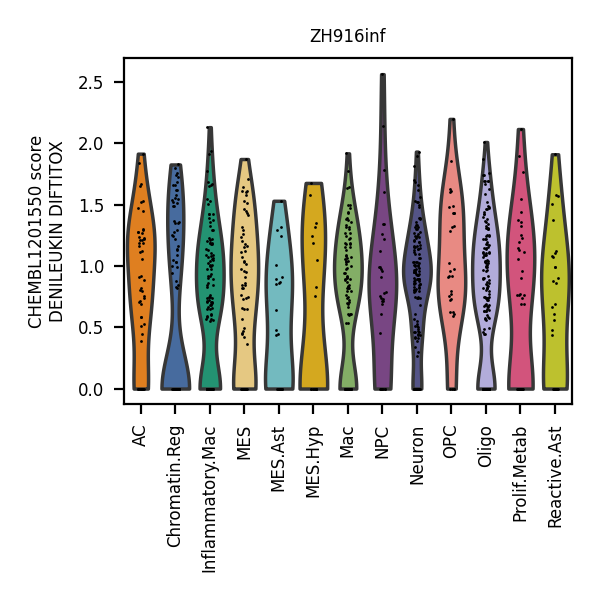 ZH916inf
CHEMBL1201550 score
DENILEUKIN DIFTITOX
2.5
2.0
1.5
1.0
0.5
0.0
AC
Chromatin.Reg
Inflammatory.Mac
MES
MES.Ast
MES.Hyp
Mac
NPC
Neuron
OPC
Oligo
Prolif.Metab
Reactive.Ast